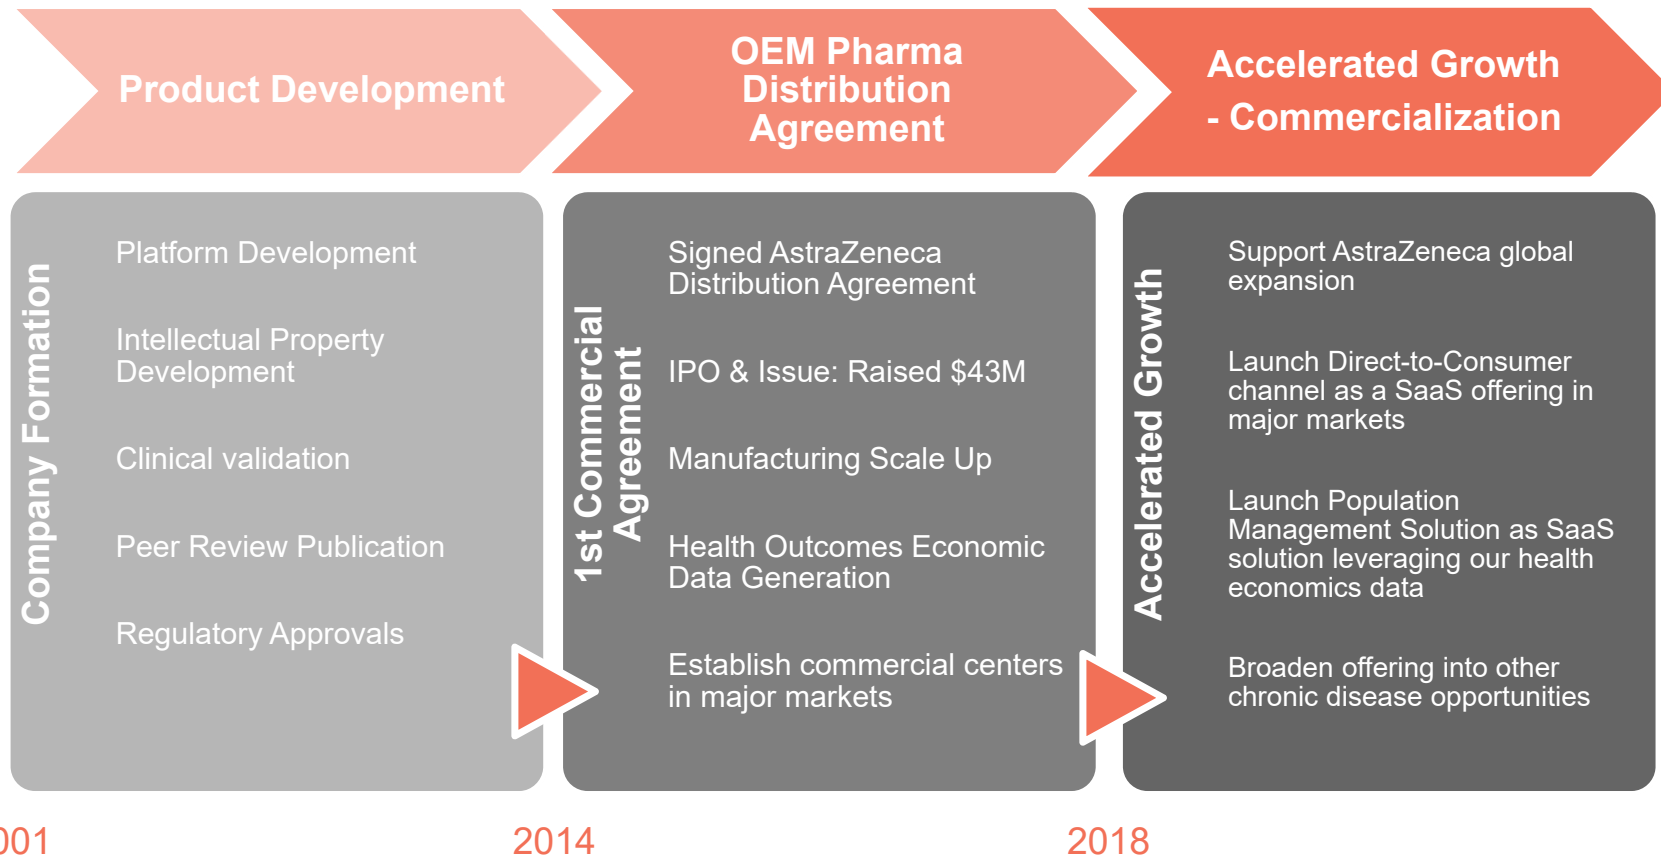 Product Development
OEM Pharma
Distribution
Agreement
Accelerated Growth
- Commercialization
Company Formation
Platform Development
Intellectual Property
Development
Clinical validation
Peer Review Publication
Regulatory Approvals
1st Commercial
Agreement
Signed AstraZeneca
Distribution Agreement
IPO & Issue: Raised $43M
Manufacturing Scale Up
Health Outcomes Economic
Data Generation
Establish commercial centers
in major markets
Accelerated Growth
Support AstraZeneca global
expansion
Launch Direct-to-Consumer
channel as a SaaS offering in
major markets
Launch Population
Management Solution as SaaS
solution leveraging our health
economics data
Broaden offering into other
chronic disease opportunities
2014
2018